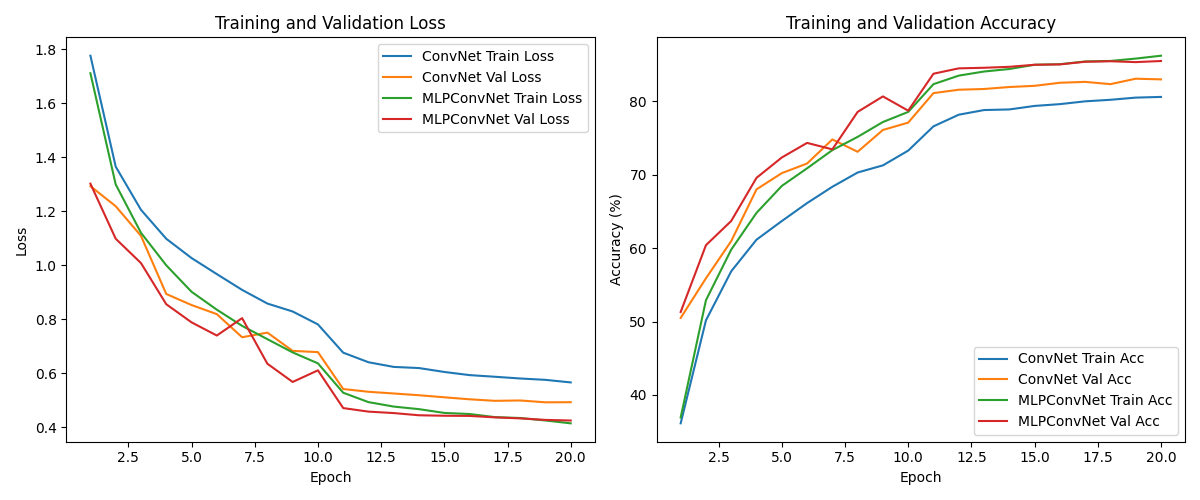 Training and Validation Loss
1.8
1.6
1.4
1.2
1.0
0.8
0.6
0.4
Loss
ConvNet Train Loss
ConvNet Val Loss
MLPConvNet Train Loss
MLPConvNet Val Loss
2.5 5.0 7.5 10.0 12.5 15.0 17.5 20.0
Epoch
Training and Validation Accuracy
80
70
60
50
40
Accuracy (%)
ConvNet Train Acc
ConvNet Val Acc
MLPConvNet Train Acc
MLPConvNet Val Acc
2.5 5.0 7.5 10.0 12.5 15.0 17.5 20.0
Epoch